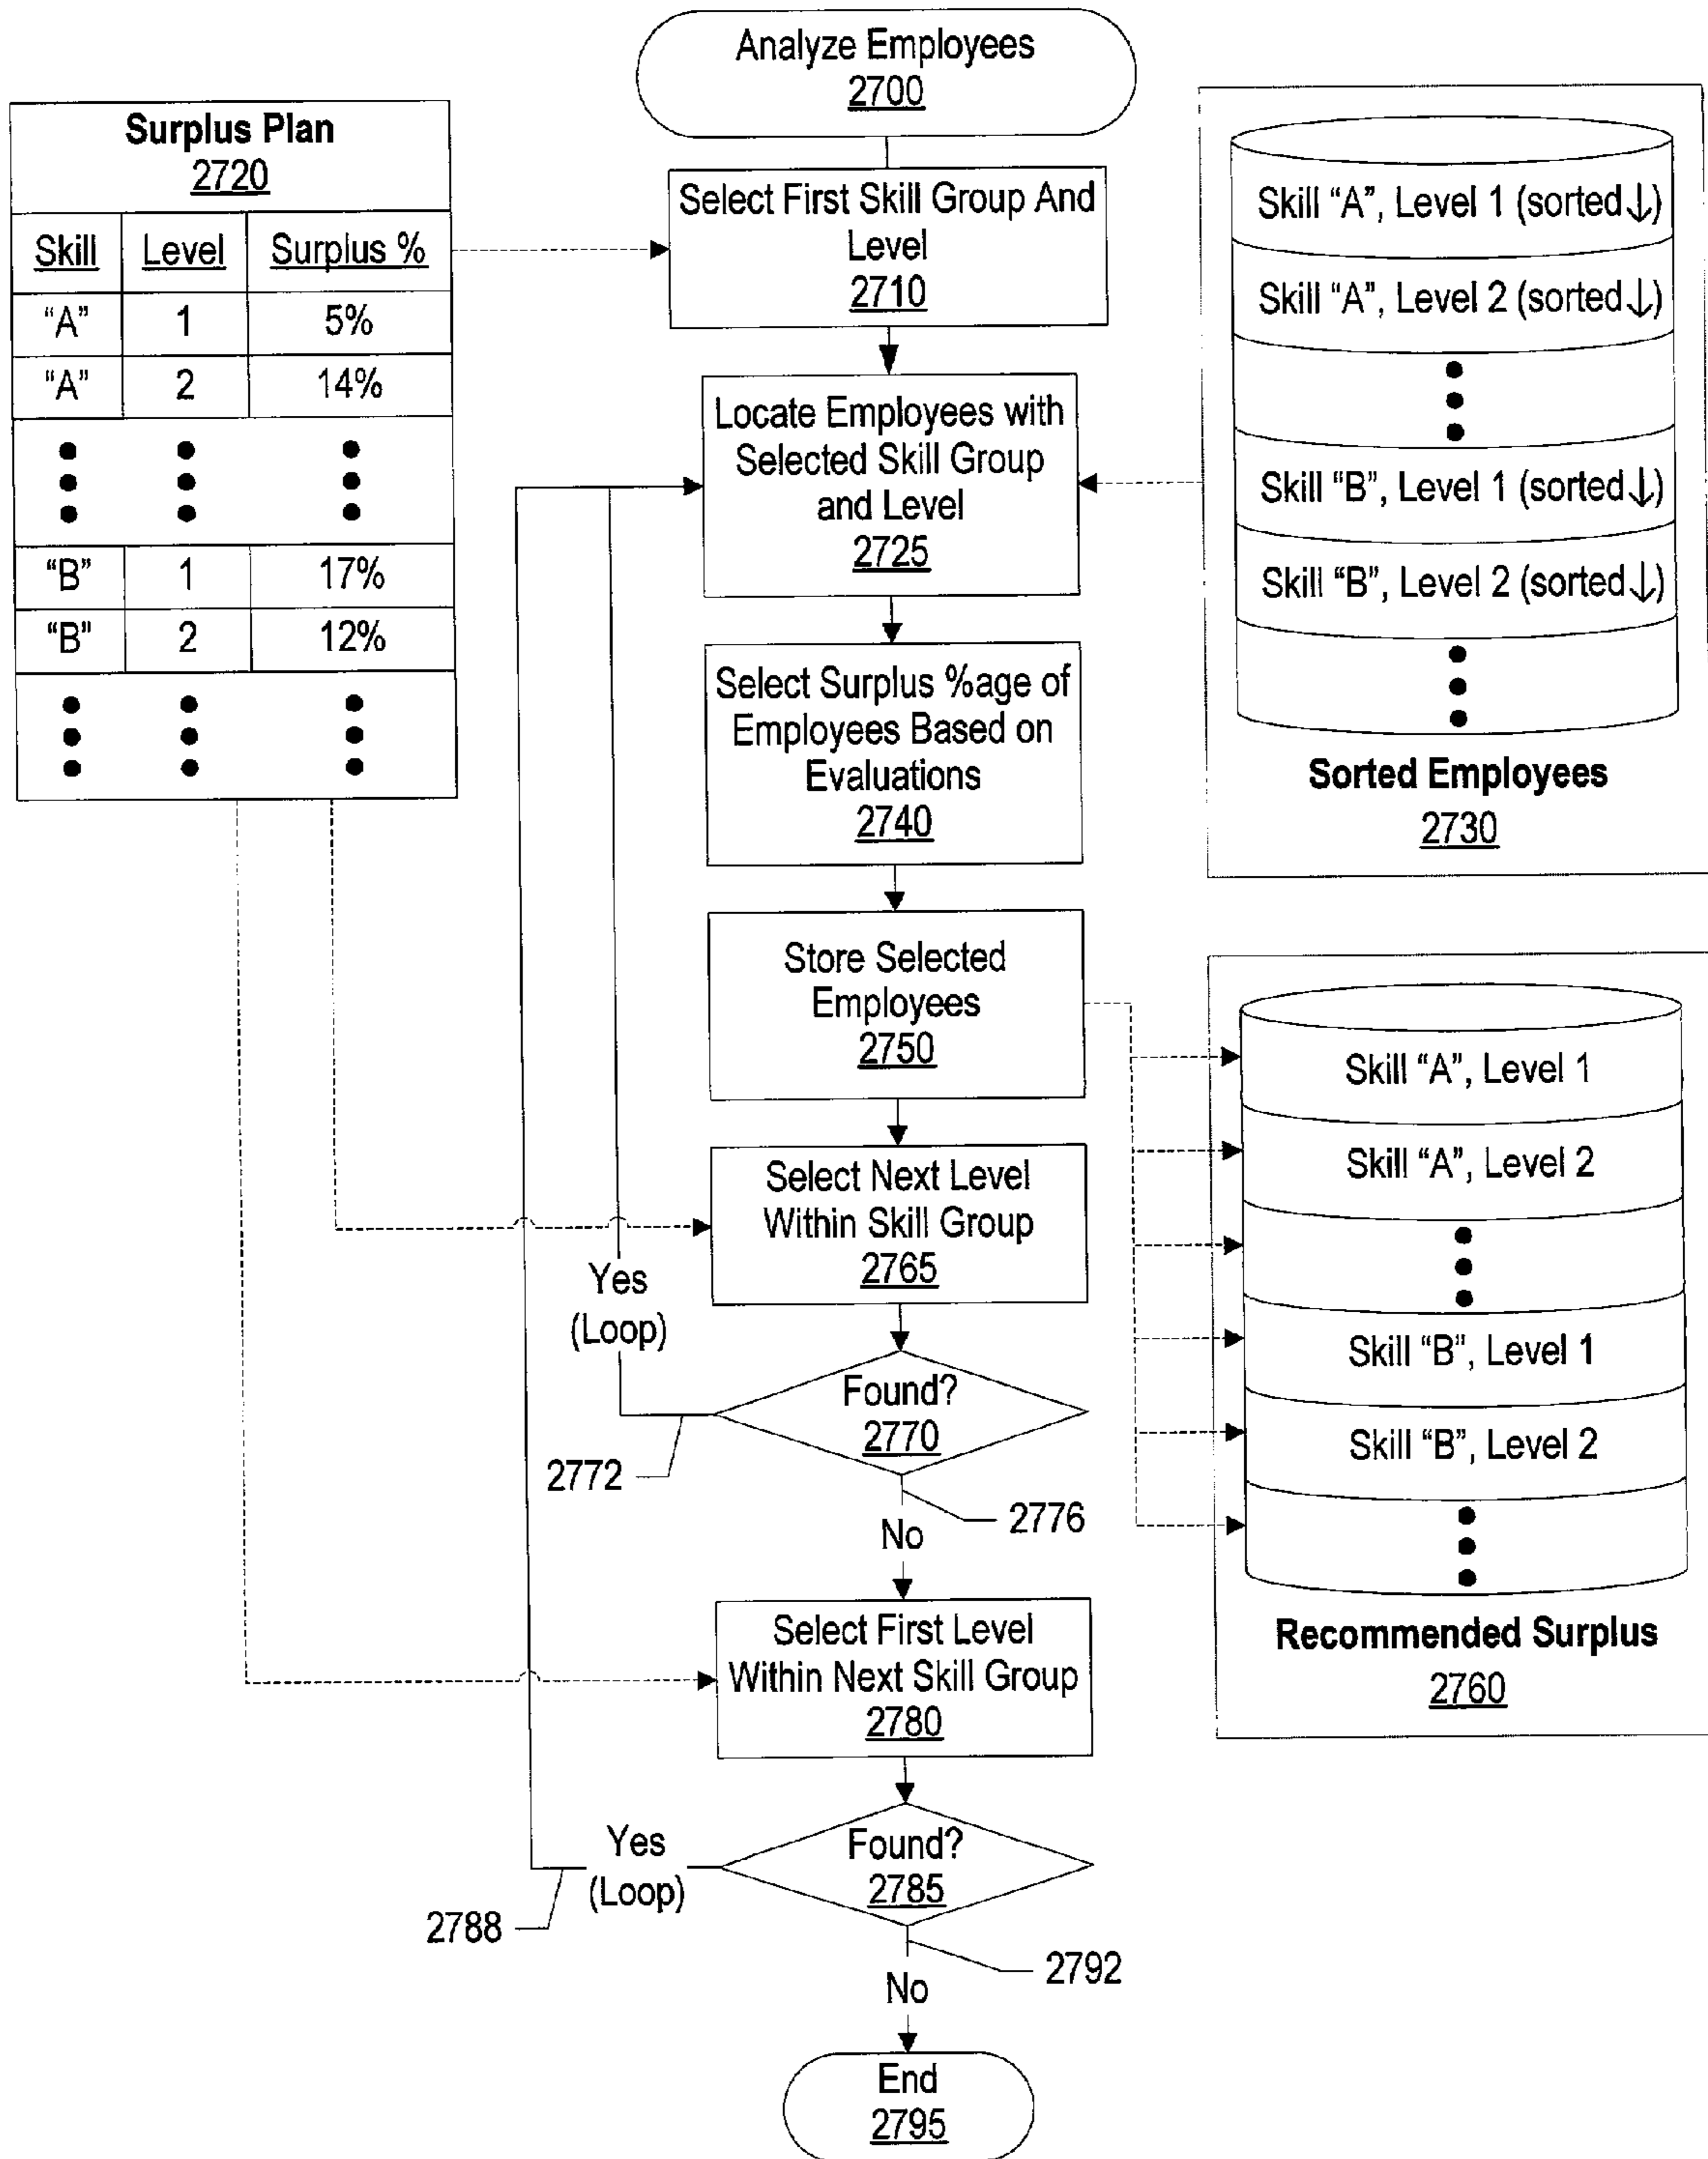 Analyze Employees
2700
Surplus Plan
2720
Skill Level Surplus %
“A” 1 5%
“A” 2 14%
“B” 1 17%
“B” 2 12%
Select First Skill Group And
Level
2710
Locate Employees with
Selected Skill Group
and Level
2725
Select Surplus %age of
Employees Based on
Evaluations
2740
Store Selected
Employees
2750
Select Next Level
Within Skill Group
2765
Yes
(Loop)
Found?
2770
2772
2776
No
Select First Level
Within Next Skill Group
2780
Yes
(Loop)
Found?
2785
2788
2792
No
End
2795
Skill “A”, Level 1 (sorted↓)
Skill “A”, Level 2 (sorted↓)
Skill “B”, Level 1 (sorted↓)
Skill “B”, Level 2 (sorted↓)
Sorted Employees
2730
Skill “A”, Level 1
Skill “A”, Level 2
Skill “B”, Level 1
Skill “B”, Level 2
Recommended Surplus
2760